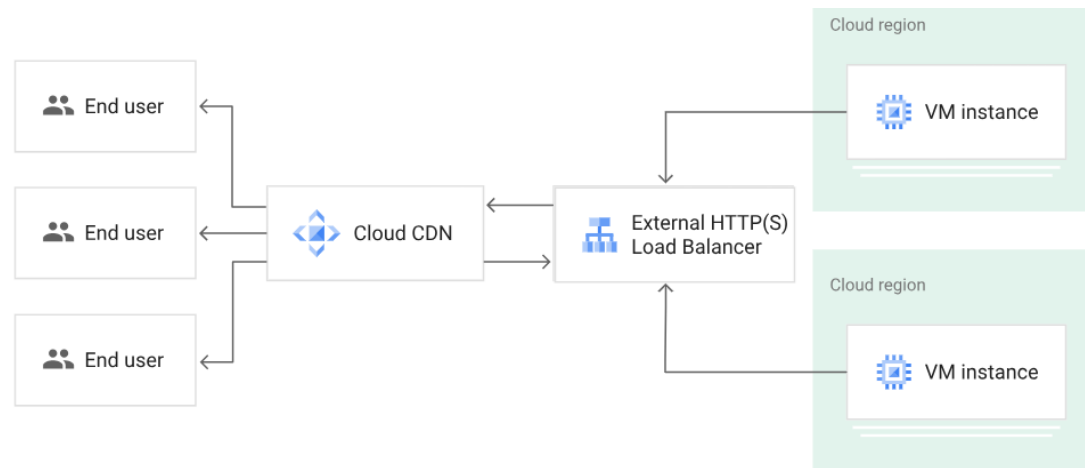 Cloud region
VM instance
End user
End user
Cloud CDN
External HTTP(S)
Load Balancer
Cloud region
VM instance
End user